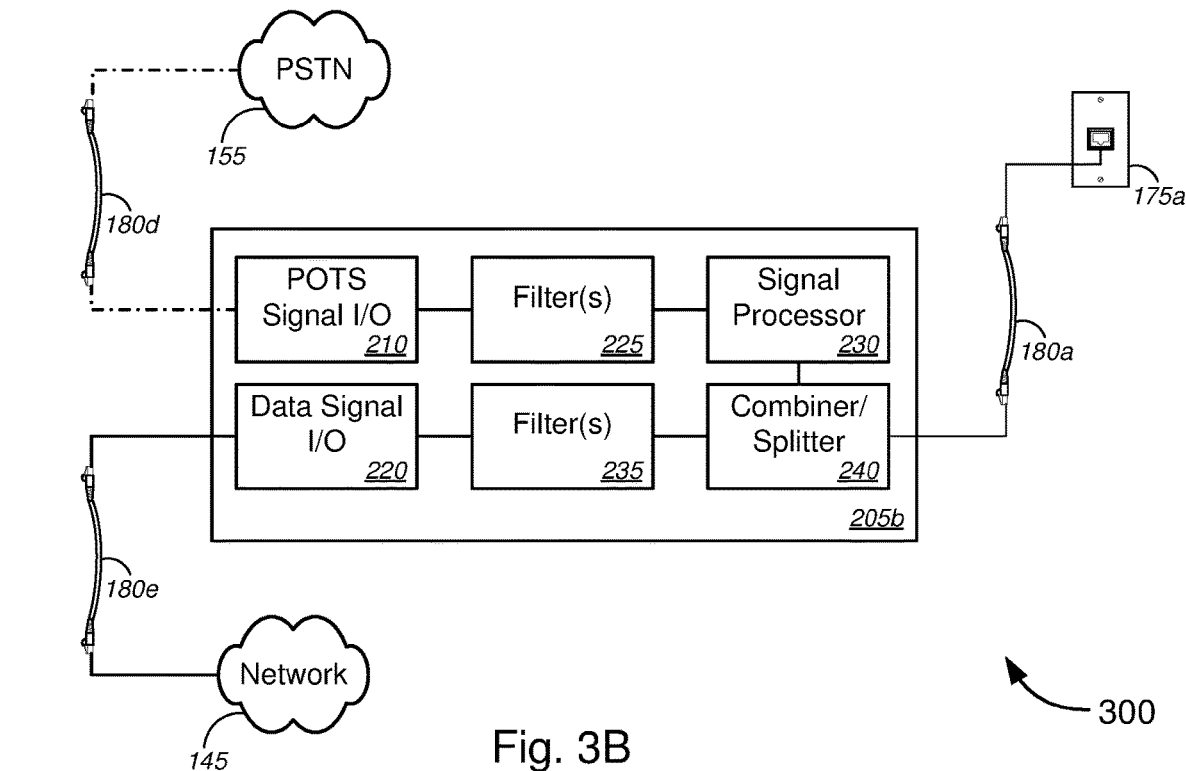 PSTN
155
175a
180d
180a
POTS
Signal I/O
210
Filter(s)
225
Signal
Processor
230
Data Signal
I/O
220
Filter(s)
235
Combiner/
Splitter
240
205b
180e
Network
145
300
Fig. 3B